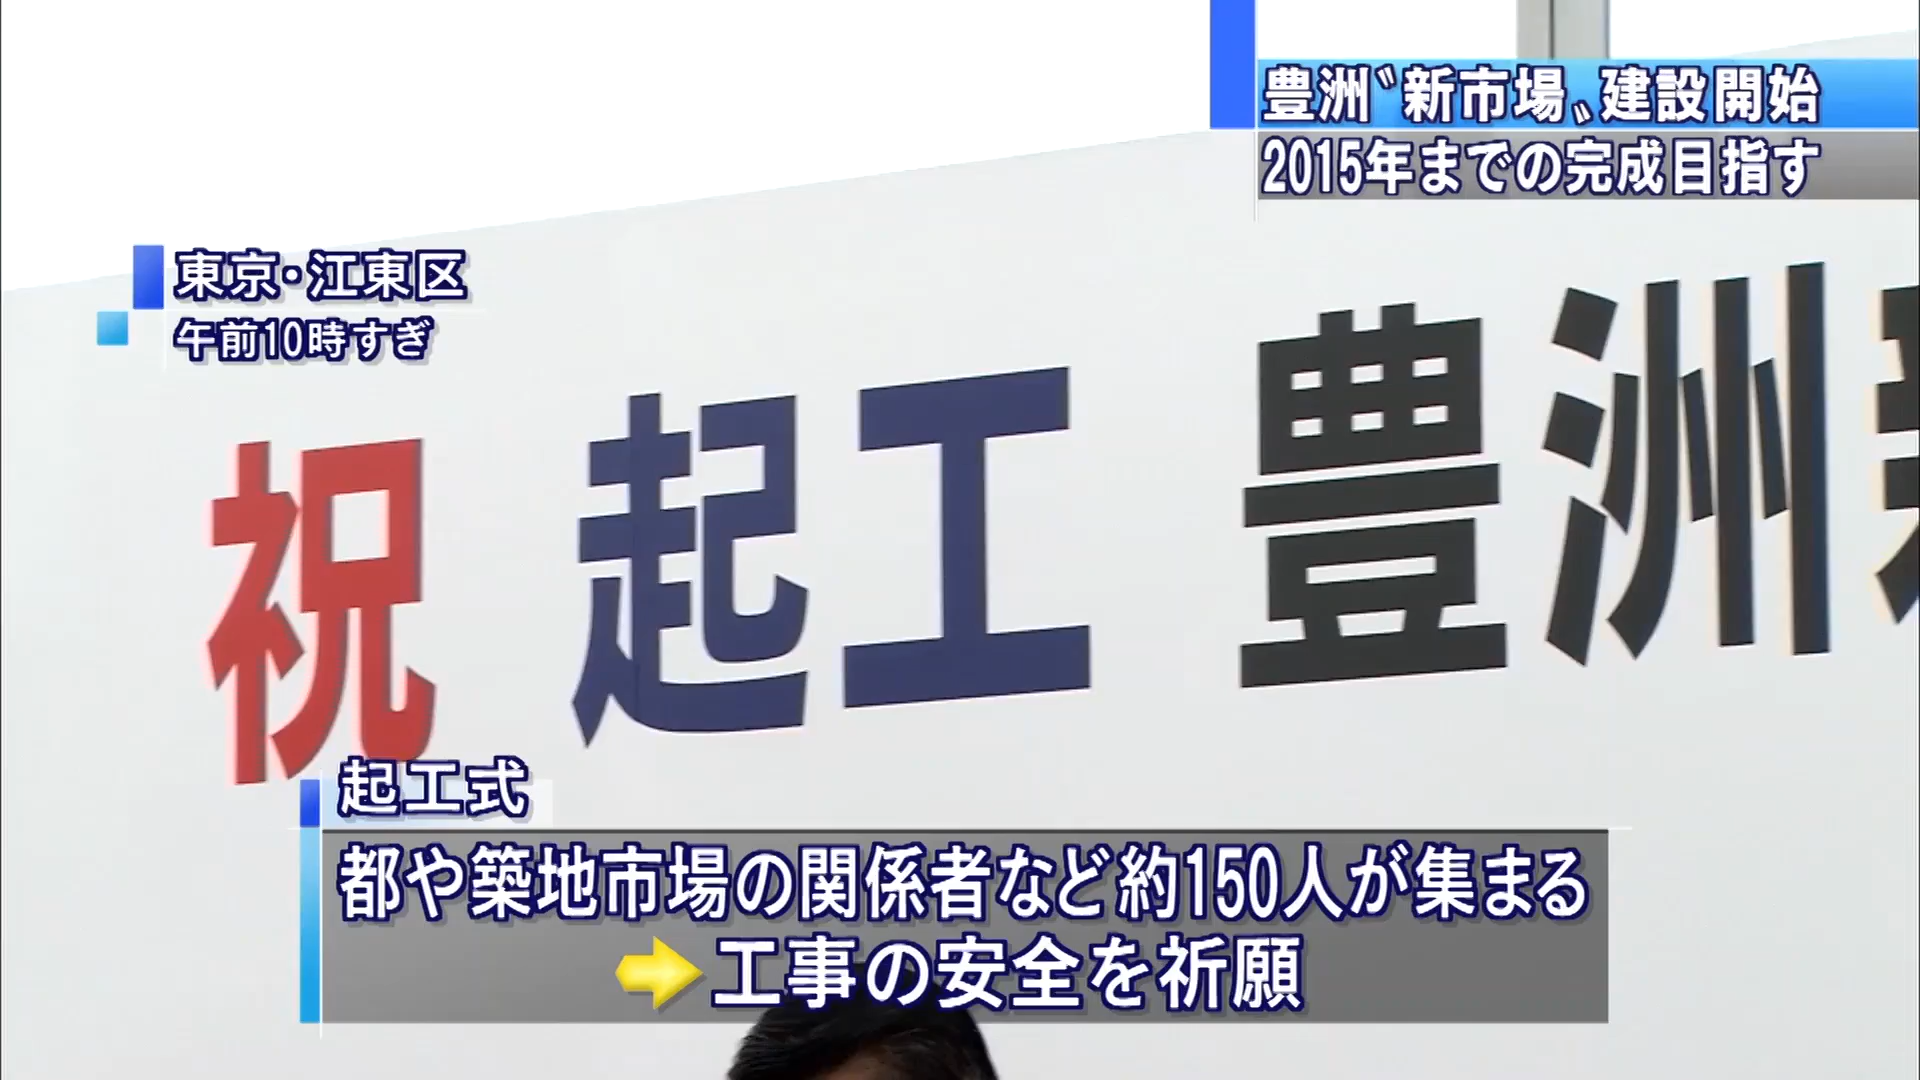 豊洲〝新市場〟建設開始
2015年までの完成目指す
東京・江東区
午前10時すぎ
祝 起工 豊洲
起工式
都や築地市場の関係者など約150人が集まる
➡工事の安全を祈願